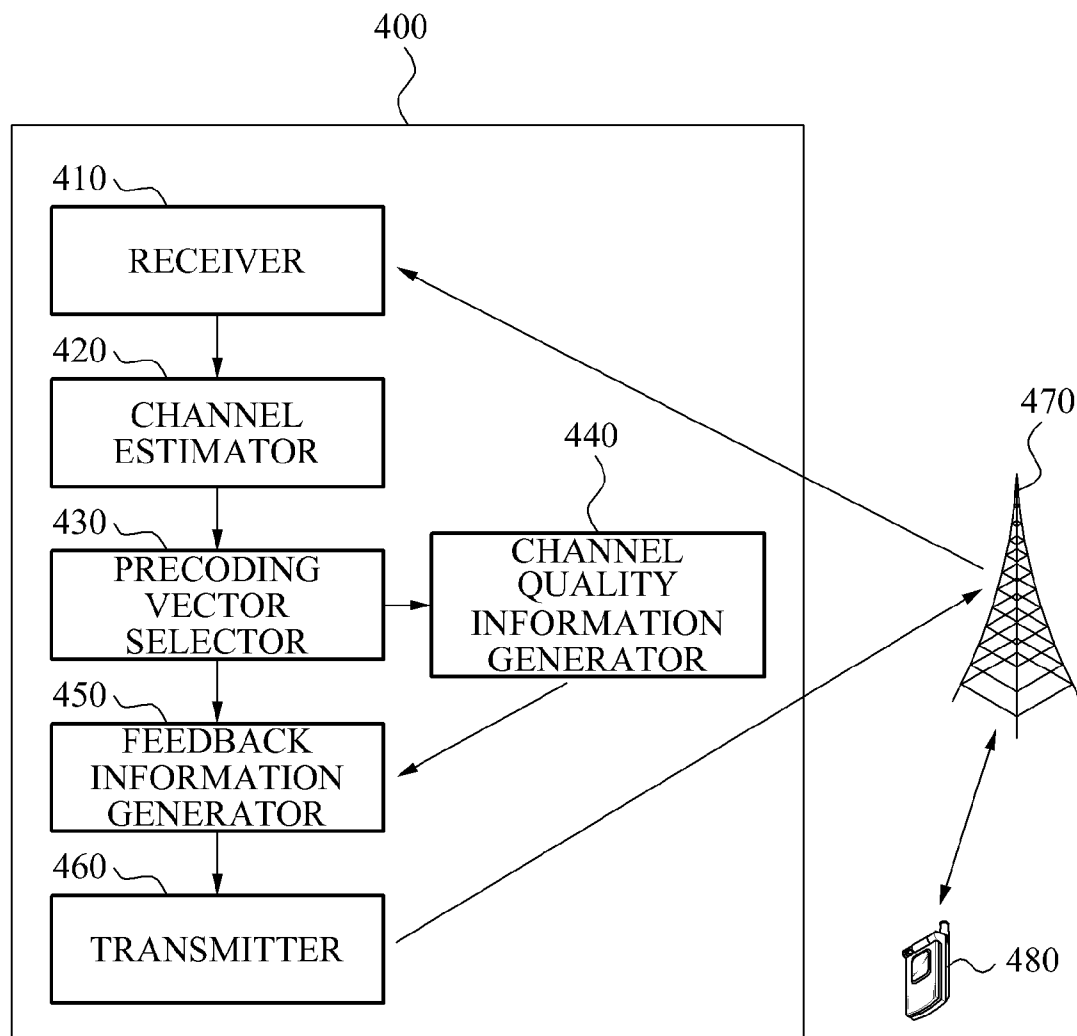 400
410
RECEIVER
420
CHANNEL
ESTIMATOR
430
PRECODING
VECTOR
SELECTOR
440
CHANNEL
QUALITY
INFORMATION
GENERATOR
450
FEEDBACK
INFORMATION
GENERATOR
460
TRANSMITTER
470
480